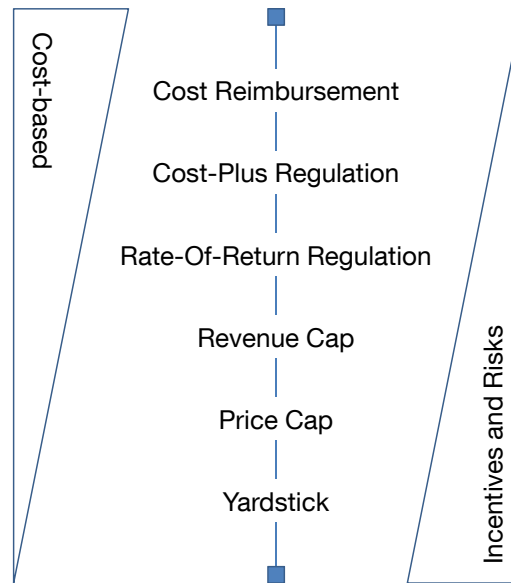 Cost-based
Cost Reimbursement
Cost-Plus Regulation
Rate-Of-Return Regulation
Revenue Cap
Price Cap
Yardstick
Incentives and Risks